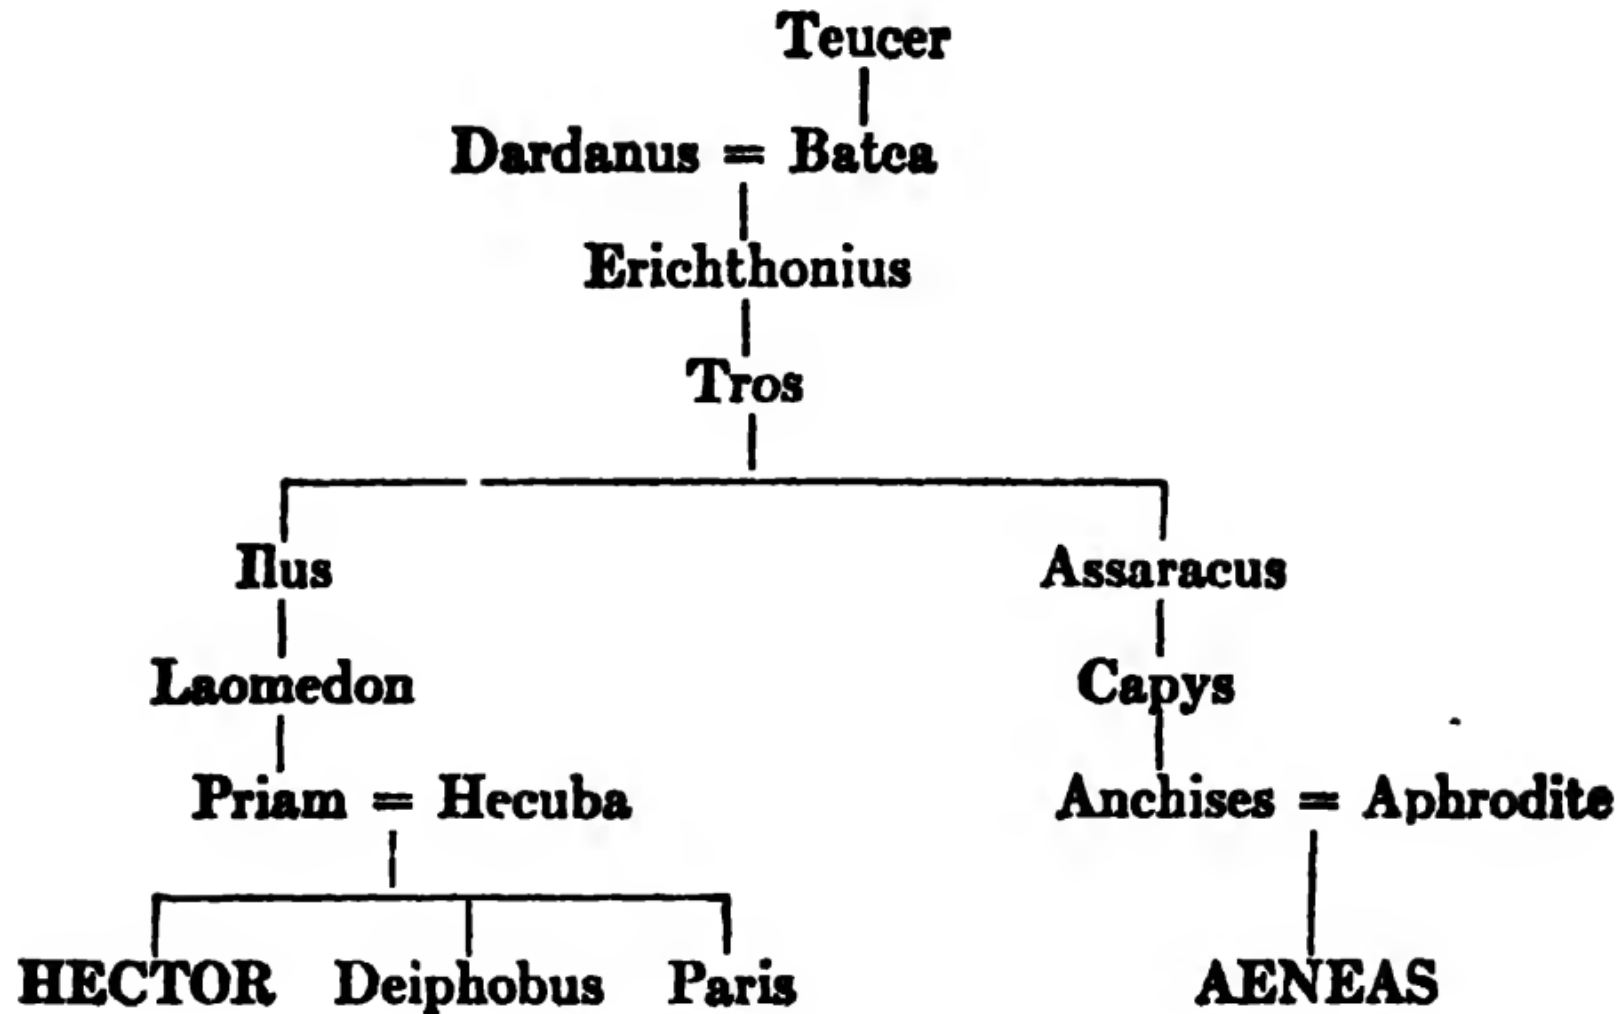 Teucer
Dardanus = Batea
Erichthonius
Tros
Ilus Assaracus
Laomedon Capys
Priam = Hecuba Anchises = Aphrodite
HECTOR Deiphobus Paris AENEAS